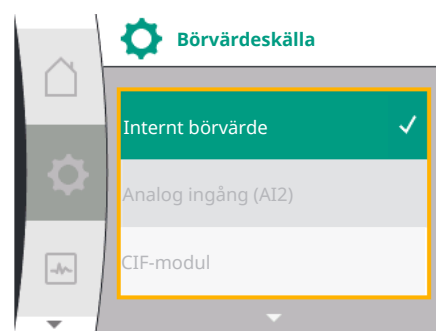 Börvärdeskälla
Internt börvärde
Analog ingång (AI2)
CIF-modul